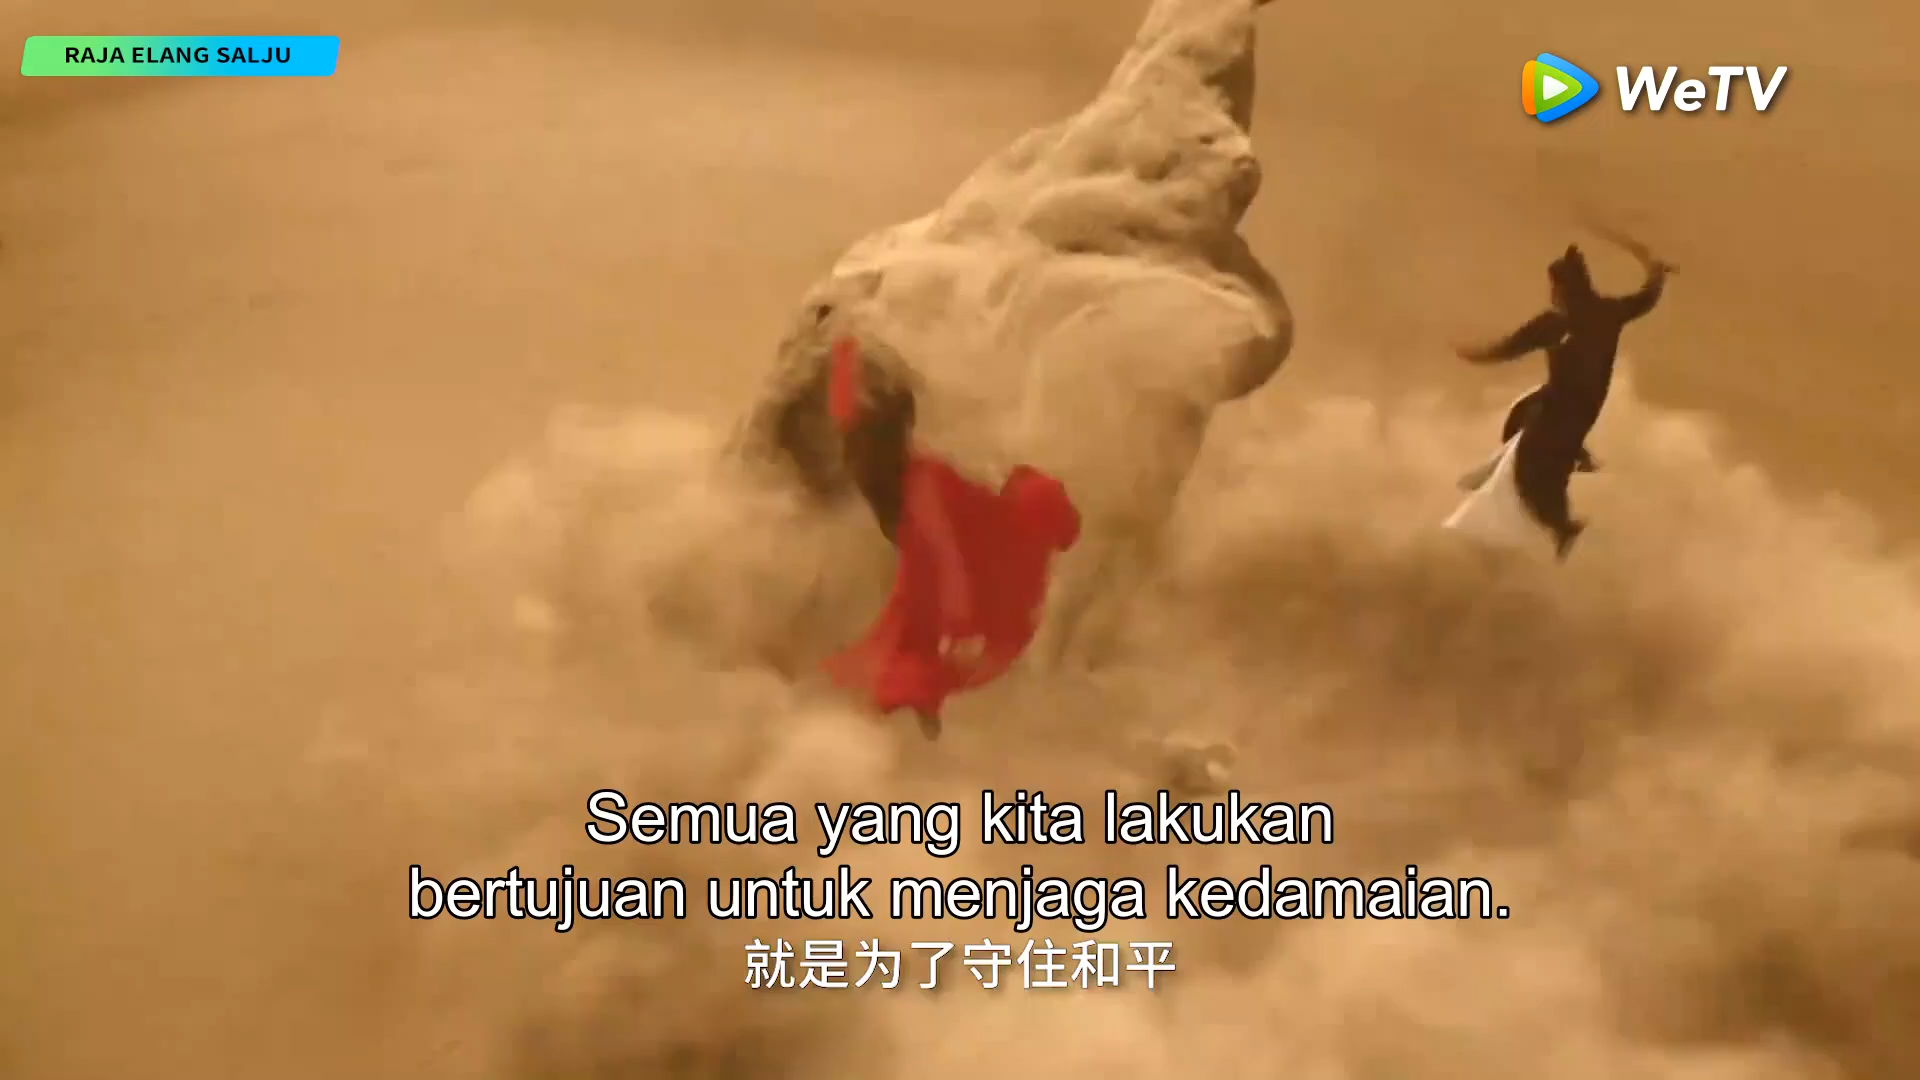 RAJA ELANG SALJU
WeTV
Semua yang kita lakukan
bertujuan untuk menjaga kedamaian.
就是为了守住和平